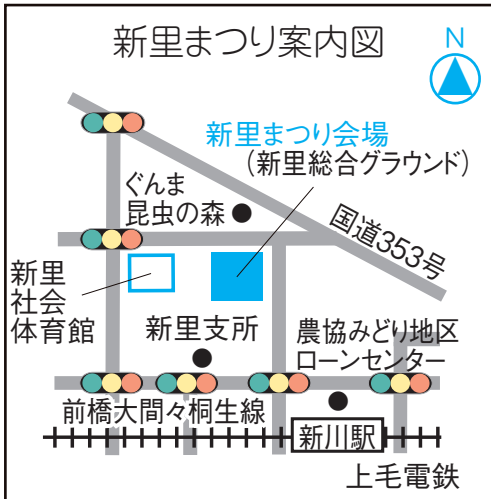 新里まつり案内図
N
新里まつり会場
(新里総合グラウンド)
ぐんま
昆虫の森
国道353号
新里
社会
体育館
新里支所
農協みどり地区
ローンセンター
前橋大間々桐生線
新川駅
上毛電鉄